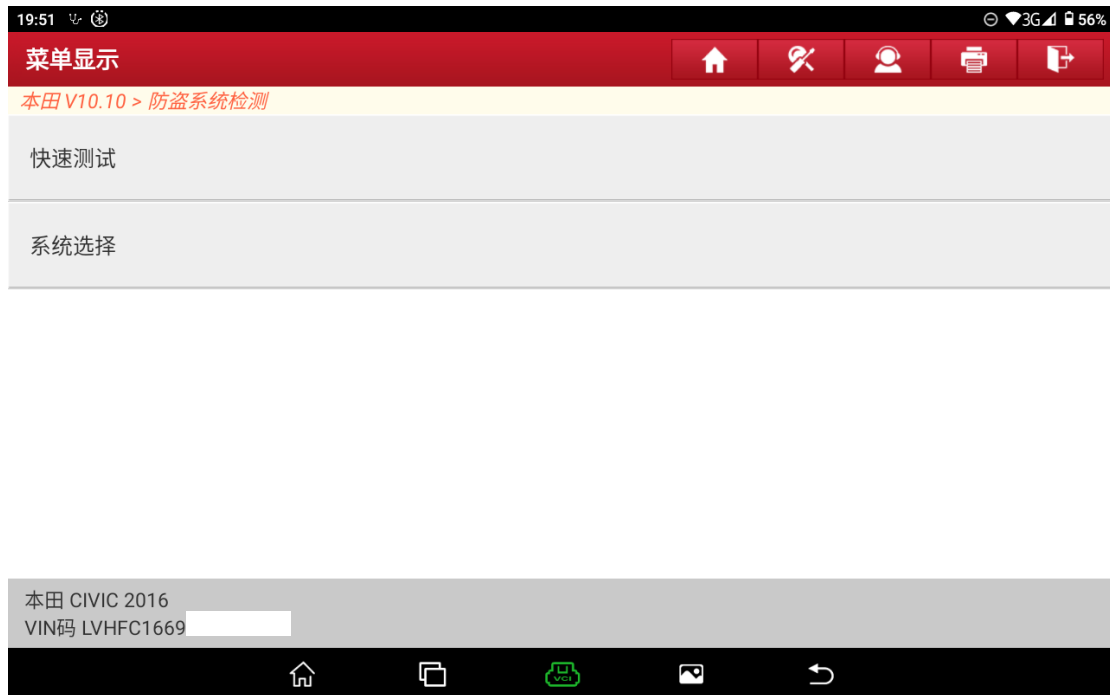 19:51 3G 56%
菜单显示
本田 V10.10 > 防盗系统检测
快速测试
系统选择
本田 CIVIC 2016
VIN码 LVHFC1669
VCI